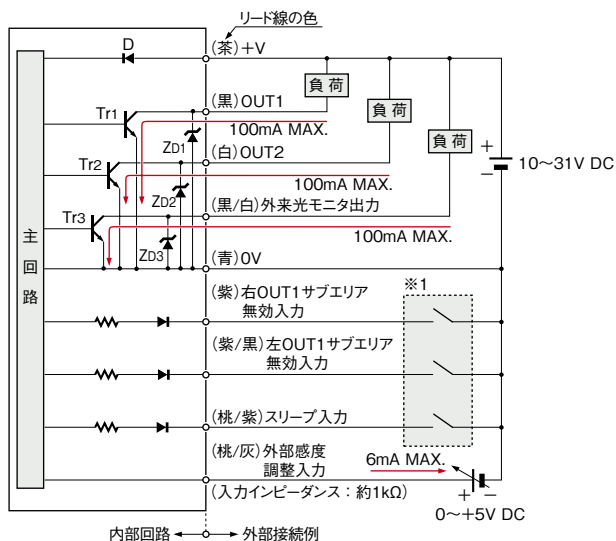 リード線の色
D
(茶)+V
負荷
(黒)OUT1
Tr1
負荷
100mA MAX.
ZD1
負荷
(白)OUT2
Tr2
10～31V DC
+
−
100mA MAX.
ZD2
(黒/白)外来光モニタ出力
Tr3
100mA MAX.
ZD3
主回路
(青)0V
※1
(紫)右OUT1サブエリア
無効入力
(紫/黒)左OUT1サブエリア
無効入力
(桃/紫)スリープ入力
(桃/灰)外部感度
調整入力
6mA MAX.
(入力インピーダンス：約1kΩ)
+ −
0～+5V DC
内部回路
外部接続例